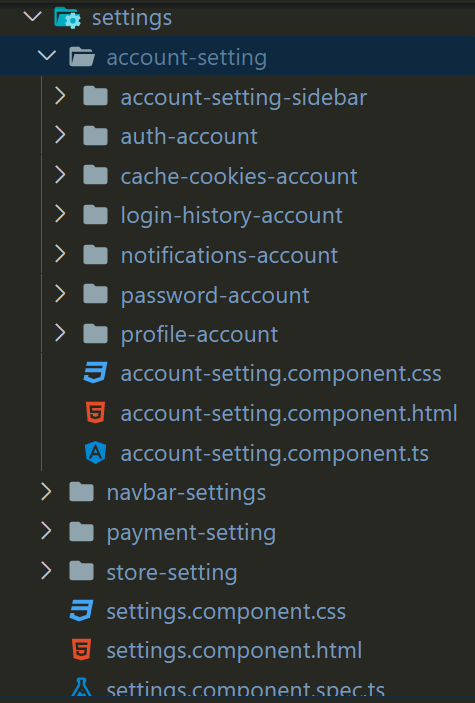 settings
account-setting
account-setting-sidebar
auth-account
cache-cookies-account
login-history-account
notifications-account
password-account
profile-account
account-setting.component.css
account-setting.component.html
account-setting.component.ts
navbar-settings
payment-setting
store-setting
settings.component.css
settings.component.html
settings.component.spec.ts